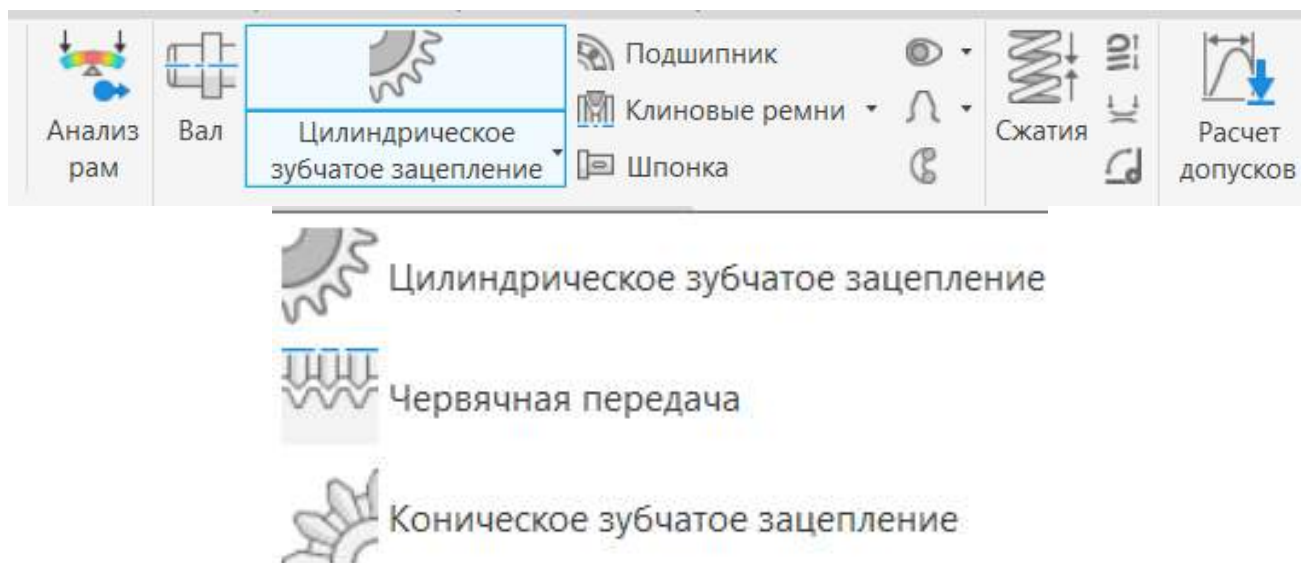 Анализ
рам
Вал
Цилиндрическое
зубчатое зацепление
Подшипник
Клиновые ремни
Шпонка
Сжатия
Расчет
допусков
Цилиндрическое зубчатое зацепление
Червячная передача
Коническое зубчатое зацепление